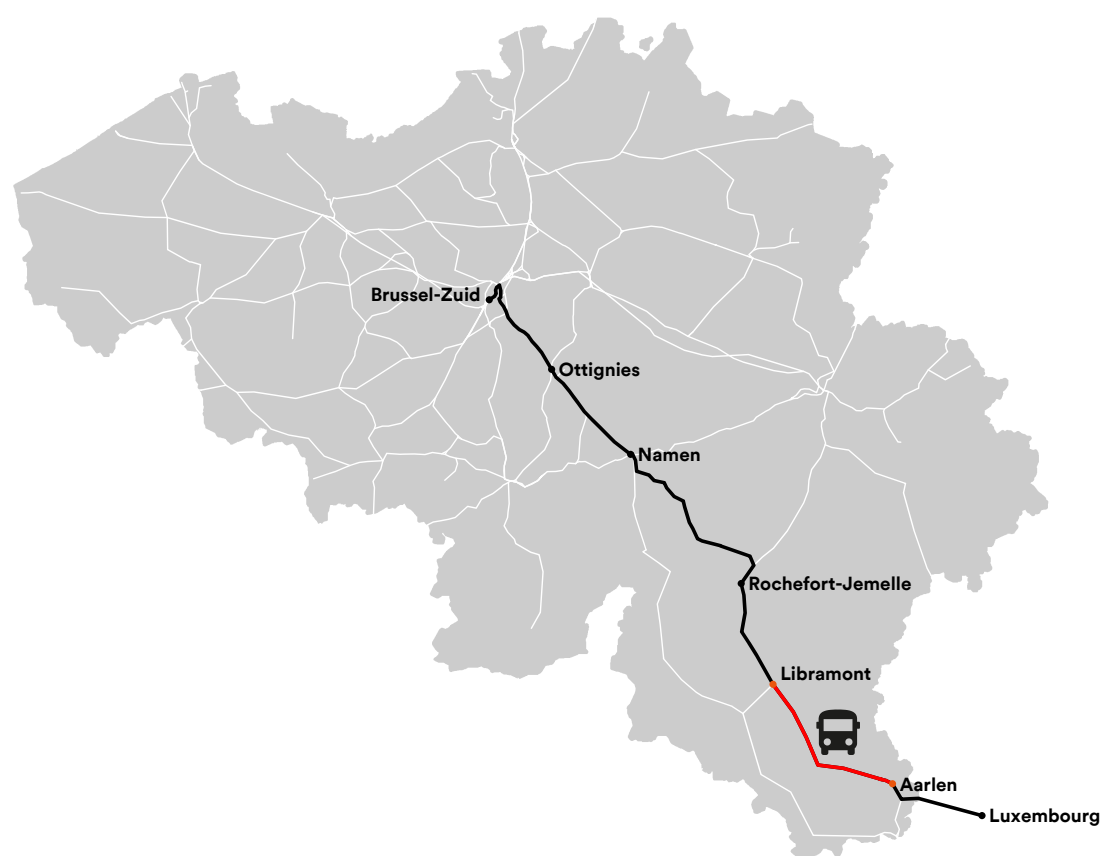 Brussel-Zuid
Ottignies
Namen
Rochefort-Jemelle
Libramont
Aarlen
Luxembourg